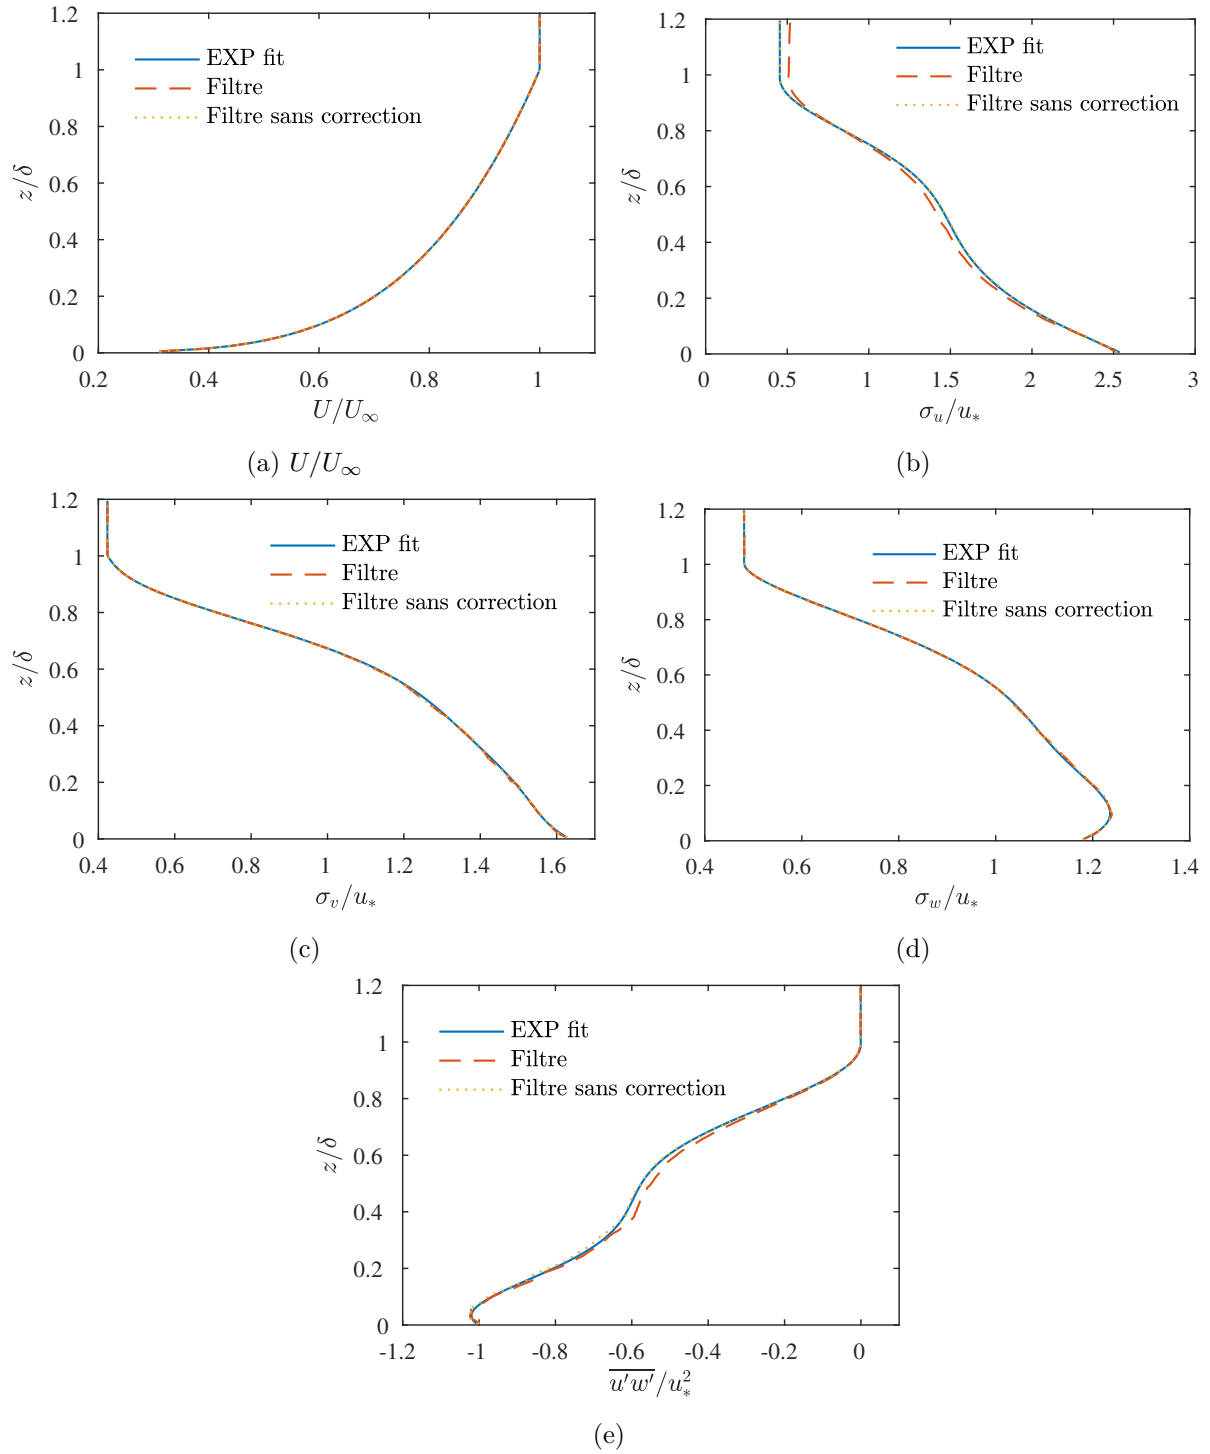 1.2
1
0.8
0.6
0.4
0.2
0
z/δ
EXP fit
Filtre
Filtre sans correction
0.2 0.4 0.6 0.8 1
U/U∞
(a) U/U∞
1.2
1
0.8
0.6
0.4
0.2
0
z/δ
EXP fit
Filtre
Filtre sans correction
0 0.5 1 1.5 2 2.5 3
σu/u*
(b)
1.2
1
0.8
0.6
0.4
0.2
0
z/δ
EXP fit
Filtre
Filtre sans correction
0.4 0.6 0.8 1 1.2 1.4 1.6
σv/u*
(c)
1.2
1
0.8
0.6
0.4
0.2
0
z/δ
EXP fit
Filtre
Filtre sans correction
0.4 0.6 0.8 1 1.2 1.4
σw/u*
(d)
1.2
1
0.8
0.6
0.4
0.2
0
z/δ
EXP fit
Filtre
Filtre sans correction
-1.2 -1 -0.8 -0.6 -0.4 -0.2 0
u′w′/u*²
(e)